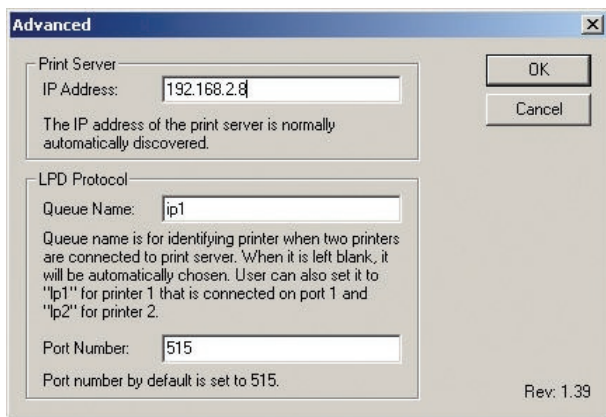 Advanced
Print Server
IP Address: 192.168.2.8
The IP address of the print server is normally
automatically discovered.
OK
Cancel
LPD Protocol
Queue Name: ip1
Queue name is for identifying printer when two printers
are connected to print server. When it is left blank, it
will be automatically chosen. User can also set it to
"lp1" for printer 1 that is connected on port 1 and
"lp2" for printer 2.
Port Number: 515
Port number by default is set to 515.
Rev: 1.39